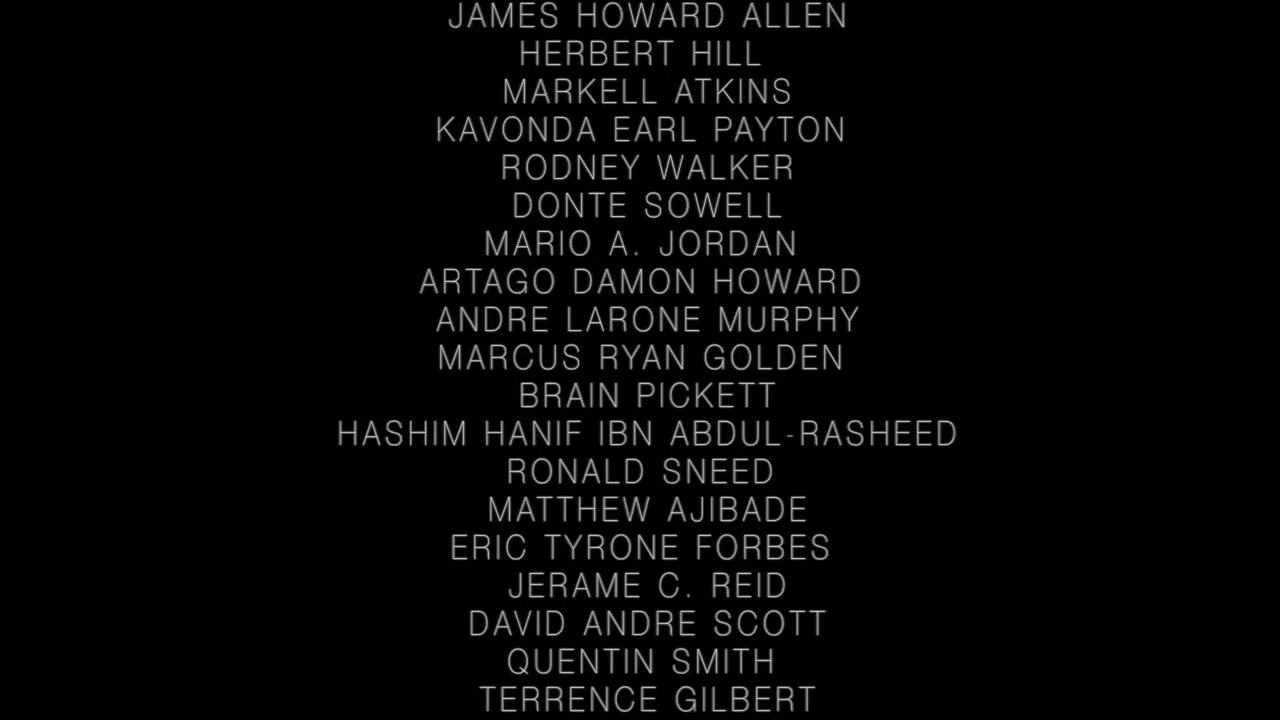 JAMES HOWARD ALLEN
HERBERT HILL
MARKELL ATKINS
KAVONDA EARL PAYTON
RODNEY WALKER
DONTE SOWELL
MARIO A. JORDAN
ARTAGO DAMON HOWARD
ANDRE LARONE MURPHY
MARCUS RYAN GOLDEN
BRAIN PICKETT
HASHIM HANIF IBN ABDUL-RASHEED
RONALD SNEED
MATTHEW AJIBADE
ERIC TYRONE FORBES
JERAME C. REID
DAVID ANDRE SCOTT
QUENTIN SMITH
TERRENCE GILBERT